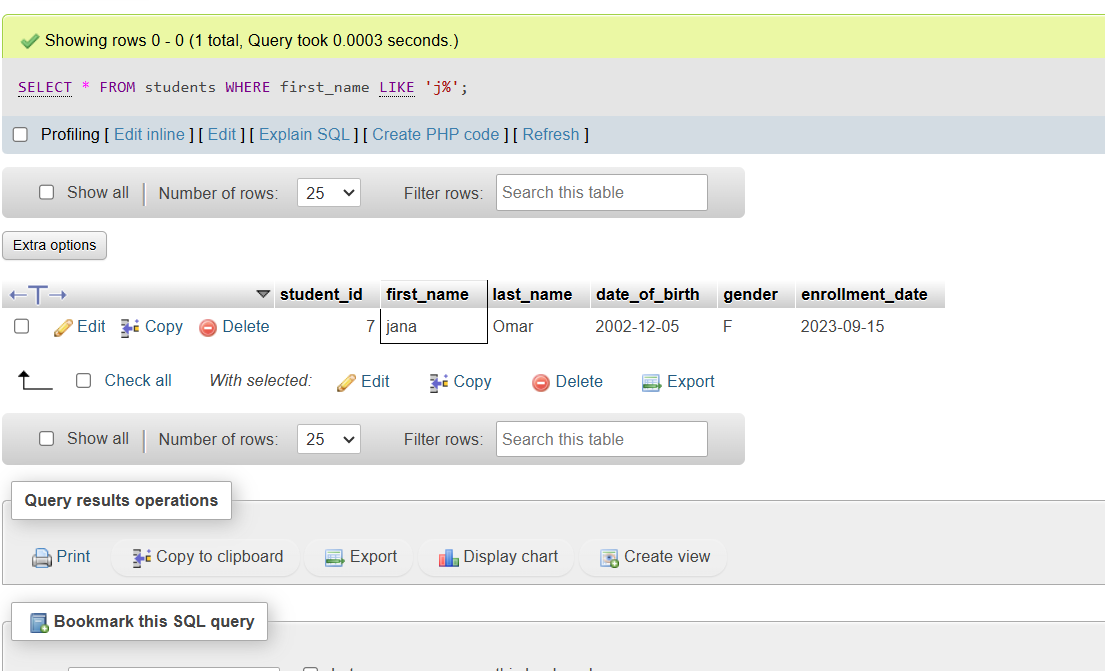 Showing rows 0 - 0 (1 total, Query took 0.0003 seconds.)
SELECT * FROM students WHERE first_name LIKE 'j%';
Profiling [ Edit inline ] [ Edit ] [ Explain SQL ] [ Create PHP code ] [ Refresh ]
Show all | Number of rows: 25 Filter rows: Search this table
Extra options
←T→ student_id first_name last_name date_of_birth gender enrollment_date
Edit Copy Delete 7 jana Omar 2002-12-05 F 2023-09-15
Check all With selected: Edit Copy Delete Export
Show all | Number of rows: 25 Filter rows: Search this table
Query results operations
Print Copy to clipboard Export Display chart Create view
Bookmark this SQL query